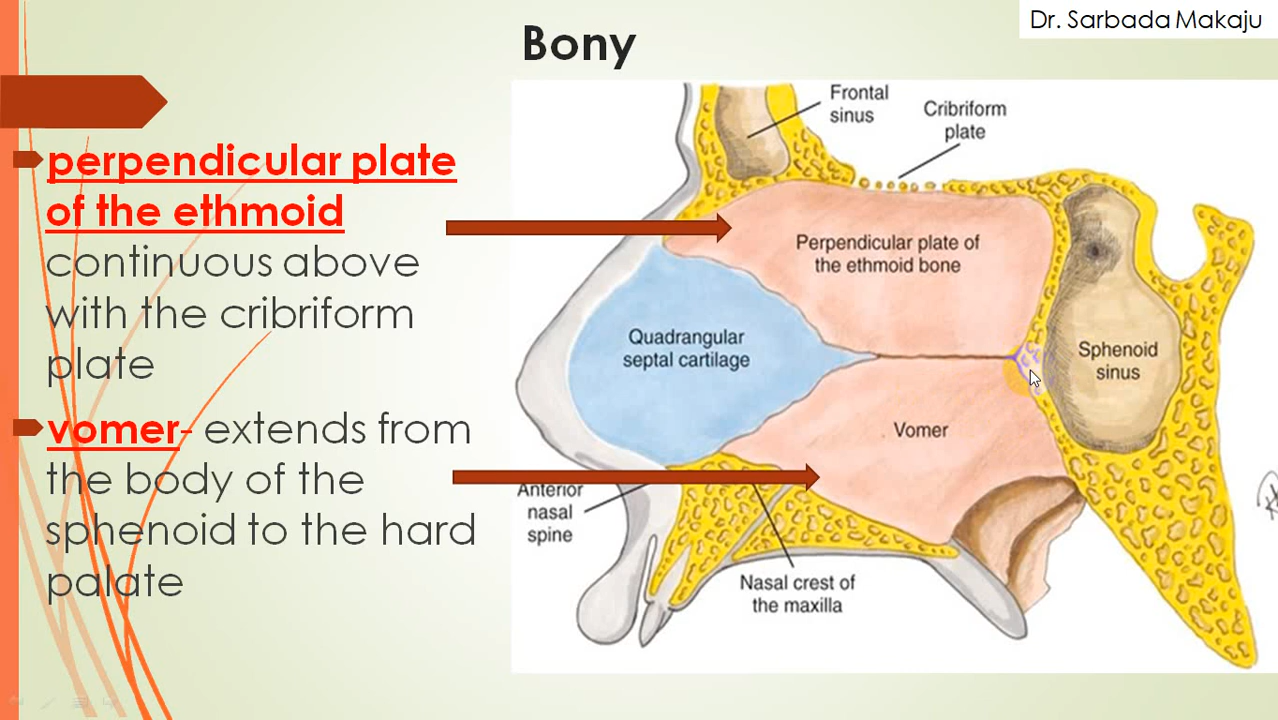 Dr. Sarbada Makaju
Bony
perpendicular plate
of the ethmoid
continuous above
with the cribriform
plate
vomer- extends from
the body of the
sphenoid to the hard
palate
Frontal
sinus
Cribriform
plate
Perpendicular plate of
the ethmoid bone
Quadrangular
septal cartilage
Sphenoid
sinus
Vomer
Anterior
nasal
spine
Nasal crest of
the maxilla